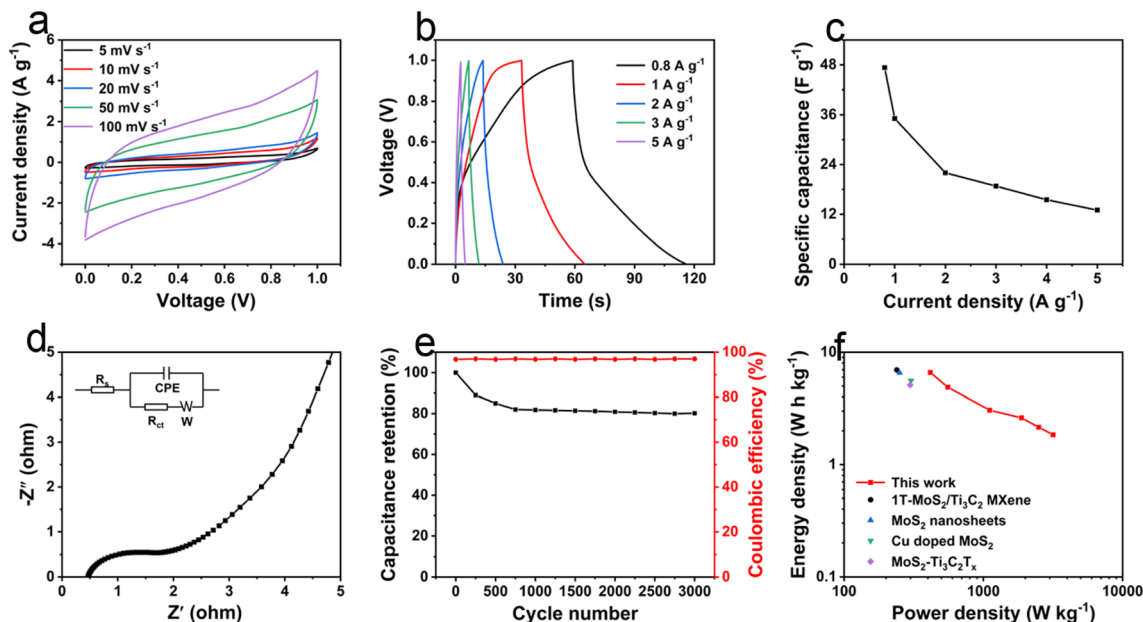 a
Current density (A g⁻¹)
6
4
2
0
-2
-4
0.0 0.2 0.4 0.6 0.8 1.0
Voltage (V)
5 mV s⁻¹
10 mV s⁻¹
20 mV s⁻¹
50 mV s⁻¹
100 mV s⁻¹
b
Voltage (V)
1.0
0.8
0.6
0.4
0.2
0.0
0 30 60 90 120
Time (s)
0.8 A g⁻¹
1 A g⁻¹
2 A g⁻¹
3 A g⁻¹
5 A g⁻¹
c
Specific capacitance (F g⁻¹)
48
36
24
12
0
0 1 2 3 4 5
Current density (A g⁻¹)
d
-Z″ (ohm)
5
4
3
2
1
0
0 1 2 3 4 5
Z′ (ohm)
Rₛ
CPE
R_ct
W
e
Capacitance retention (%)
100
80
60
40
20
0
0 500 1000 1500 2000 2500 3000
Cycle number
Coulombic efficiency (%)
100
80
60
40
20
0
f
Energy density (W h kg⁻¹)
10
1
0.1
100 1000 10000
Power density (W kg⁻¹)
This work
1T-MoS₂/Ti₃C₂ MXene
MoS₂ nanosheets
Cu doped MoS₂
MoS₂-Ti₃C₂Tₓ